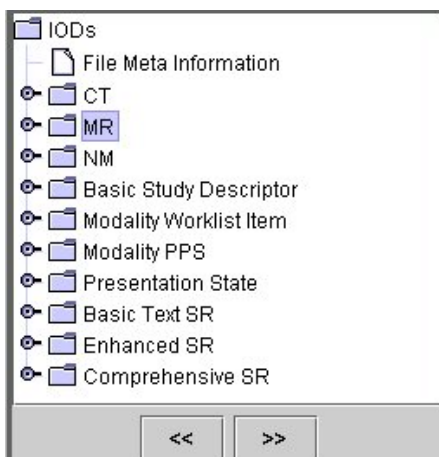 IODs
File Meta Information
CT
MR
NM
Basic Study Descriptor
Modality Worklist Item
Modality PPS
Presentation State
Basic Text SR
Enhanced SR
Comprehensive SR
<< >>